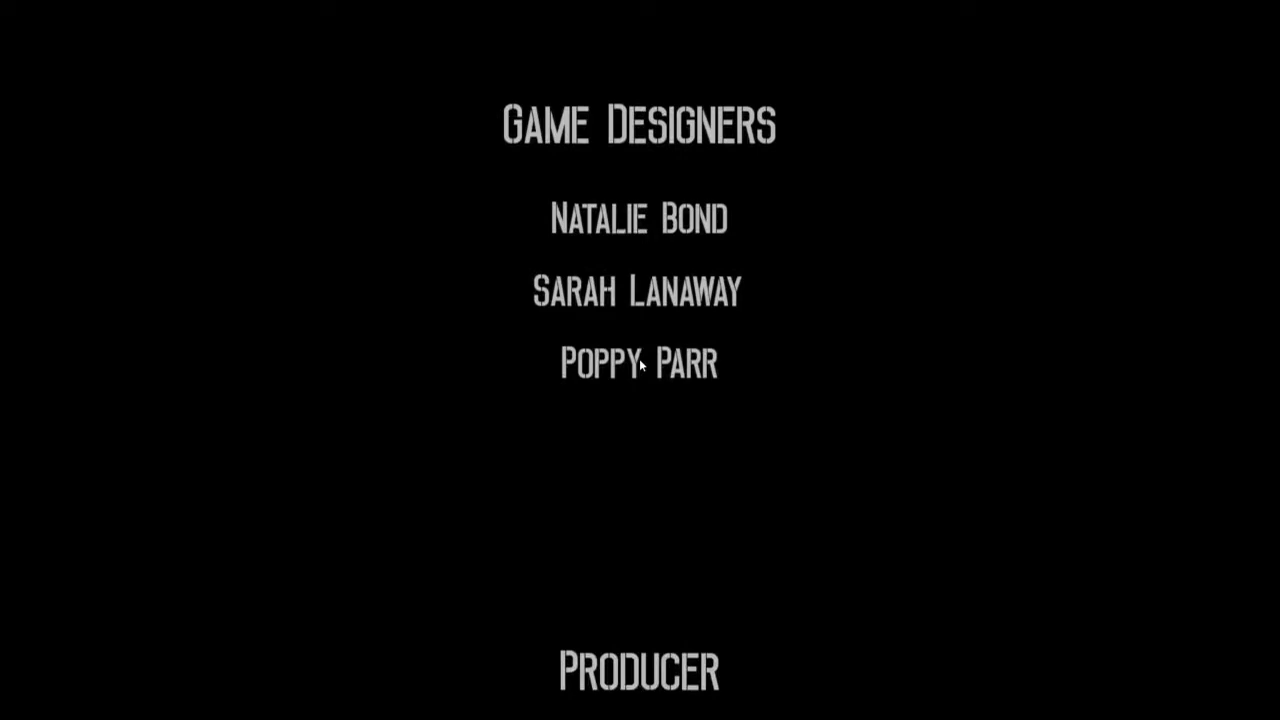 Game Designers
Natalie Bond
Sarah Lanaway
Poppy Parr
Producer